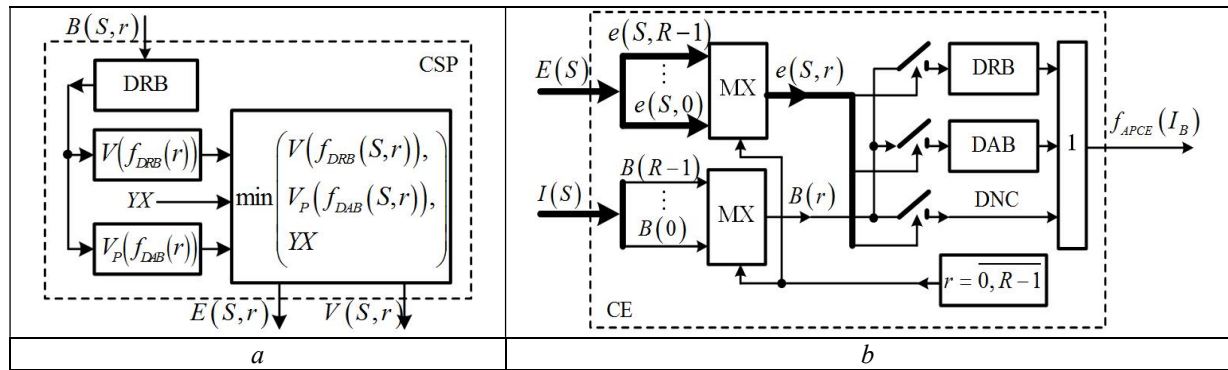 B(S,r)
CSP
DRB
V(f_DRB(r))
YX
V_P(f_DAB(r))
min( V(f_DRB(S,r)),
V_P(f_DAB(S,r)),
YX )
E(S,r)
V(S,r)
a
e(S,R−1)
E(S)
⋮
e(S,0)
MX
e(S,r)
DRB
DAB
1
f_APCE(I_B)
B(R−1)
I(S)
⋮
B(0)
MX
B(r)
DNC
r = \overline{0,R−1}
CE
b